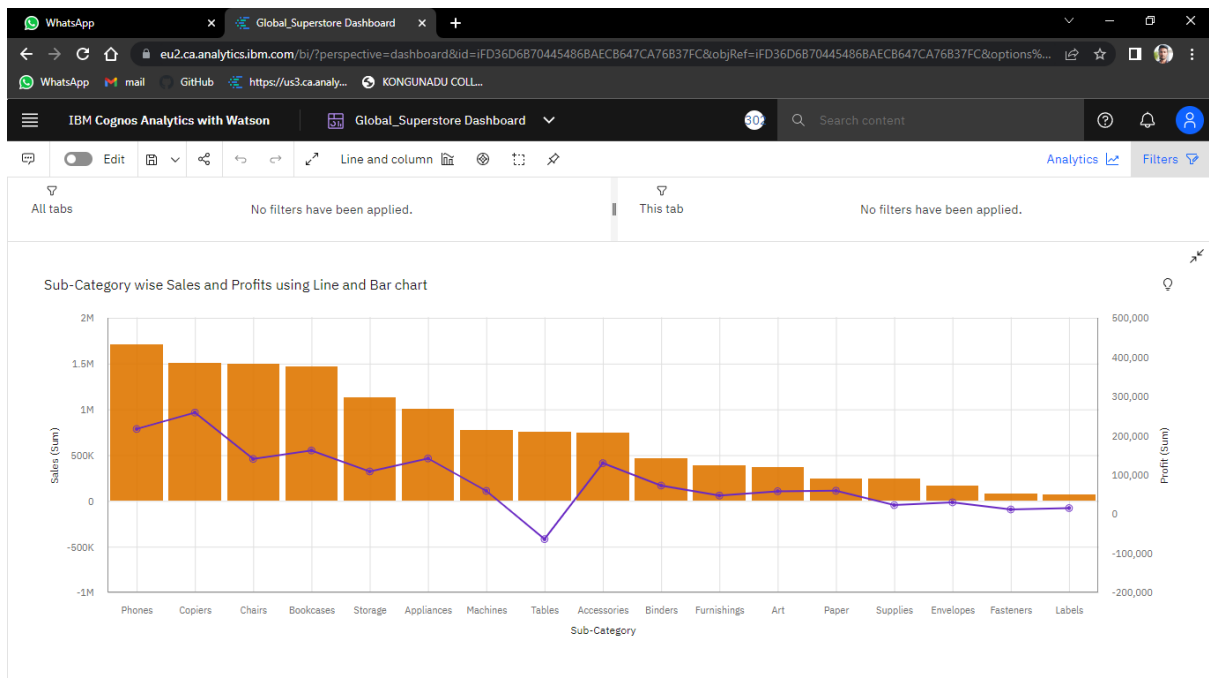 WhatsApp
Global_Superstore Dashboard
eu2.ca.analytics.ibm.com/bi/?perspective=dashboard&id=iFD36D6B70445486BAECB647CA76B37FC&objRef=iFD36D6B70445486BAECB647CA76B37FC&options%...
WhatsApp mail GitHub https://us3.ca.analy... KONGUNADU COLL...
IBM Cognos Analytics with Watson Global_Superstore Dashboard 302 Search content
Edit Line and column Analytics Filters
All tabs No filters have been applied. This tab No filters have been applied.
Sub-Category wise Sales and Profits using Line and Bar chart
2M 500,000
1.5M 400,000
300,000
1M
200,000
500K
100,000
0
0
-500K -100,000
-1M -200,000
Sales (Sum)
Profit (Sum)
Phones Copiers Chairs Bookcases Storage Appliances Machines Tables Accessories Binders Furnishings Art Paper Supplies Envelopes Fasteners Labels
Sub-Category